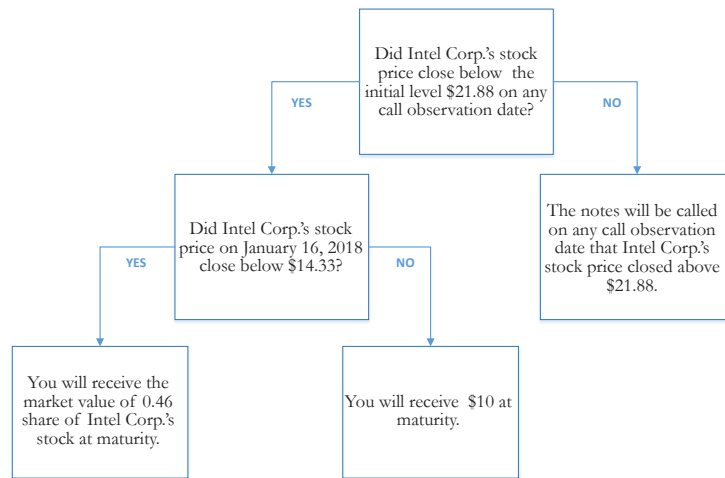 Did Intel Corp.'s stock
price close below the
initial level $21.88 on any
call observation date?
YES
NO
Did Intel Corp.'s stock
price on January 16, 2018
close below $14.33?
The notes will be called
on any call observation
date that Intel Corp.'s
stock price closed above
$21.88.
YES
NO
You will receive the
market value of 0.46
share of Intel Corp.'s
stock at maturity.
You will receive $10 at
maturity.